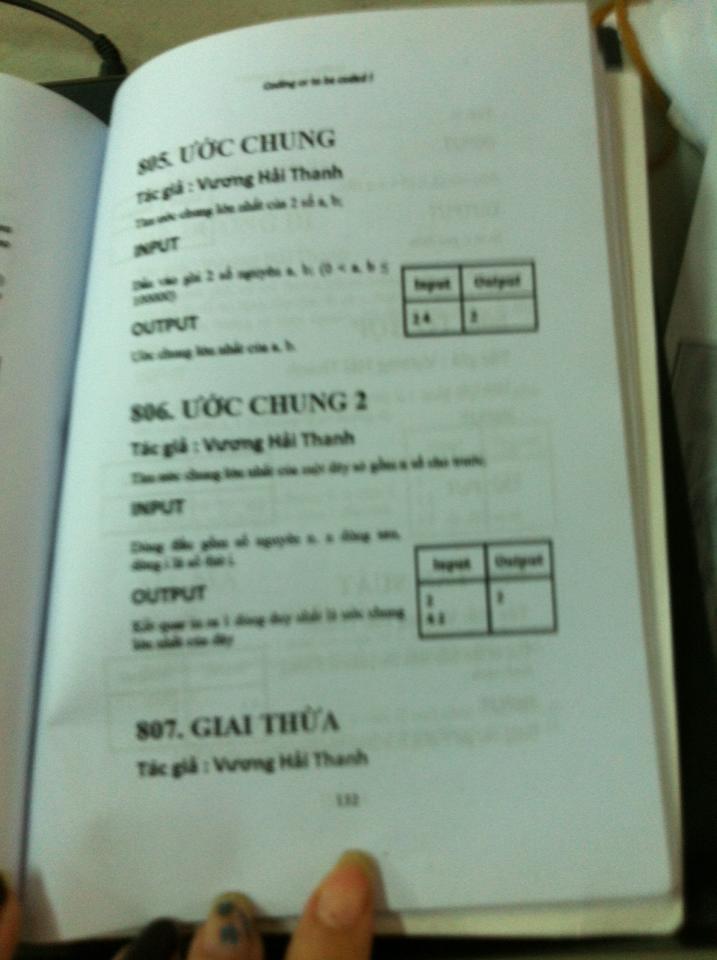 Coding or to be coded !
805. ƯỚC CHUNG
Tác giả : Vương Hải Thanh
Tìm ước chung lớn nhất của 2 số a, b;
INPUT
Đầu vào ghi 2 số nguyên a, b; (0 < a, b ≤
100000)
Input Output
2 4 2
OUTPUT
Ước chung lớn nhất của a, b.
806. ƯỚC CHUNG 2
Tác giả : Vương Hải Thanh
Tìm ước chung lớn nhất của một dãy số gồm n số cho trước;
INPUT
Dòng đầu gồm số nguyên n, n dòng sau,
dòng i là số thứ i.
Input Output
2 2
4 2
OUTPUT
Kết quả in ra 1 dòng duy nhất là ước chung
lớn nhất của dãy
807. GIAI THỪA
Tác giả : Vương Hải Thanh
132